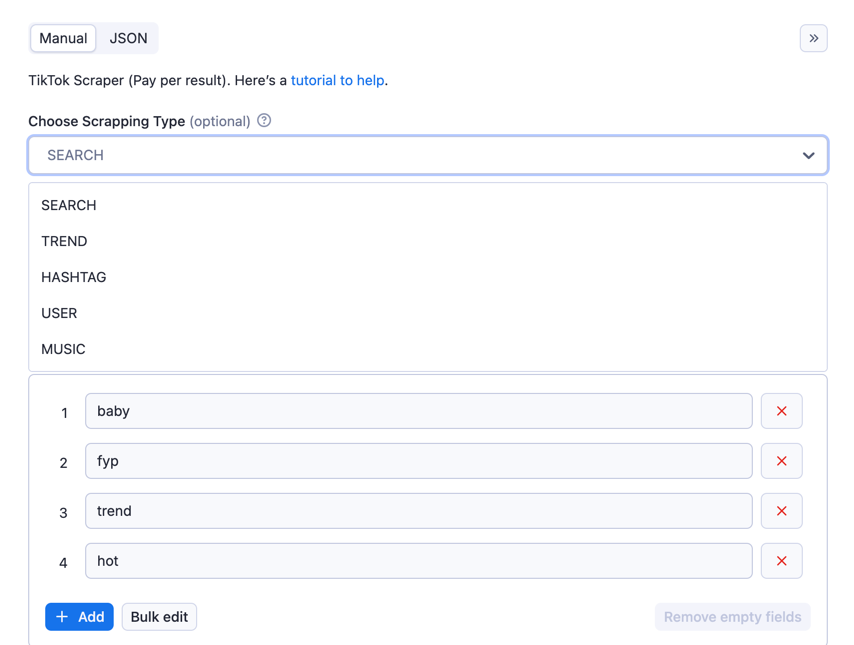 Manual JSON
TikTok Scraper (Pay per result). Here’s a tutorial to help.
Choose Scrapping Type (optional) ?
SEARCH
SEARCH
TREND
HASHTAG
USER
MUSIC
1 baby
2 fyp
3 trend
4 hot
+ Add Bulk edit Remove empty fields